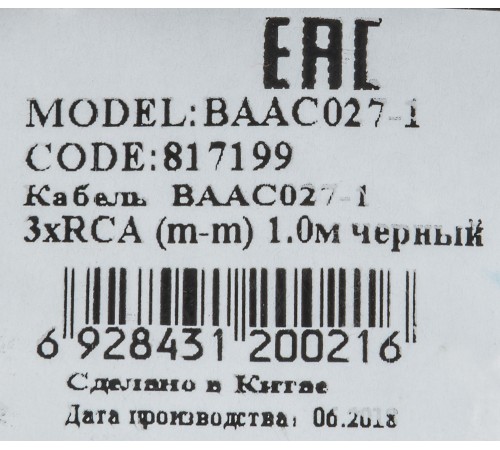 EAC
MODEL:BAAC027-1
CODE:817199
Кабель BAAC027-1
3xRCA (m-m) 1.0м черный
6 928431 200216
Сделано в Китае
Дата производства: 06.2018